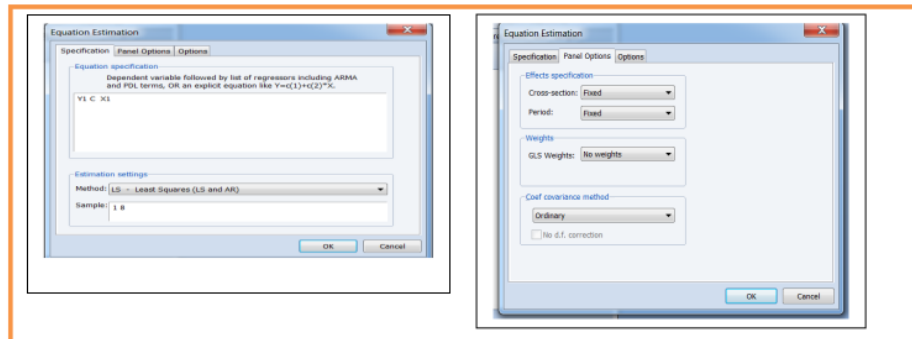 Equation Estimation
Specification Panel Options Options
Equation specification
Dependent variable followed by list of regressors including ARMA
and PDL terms, OR an explicit equation like Y=c(1)+c(2)*X.
Y1 C X1
Estimation settings
Method: LS - Least Squares (LS and AR)
Sample: 1 8
OK Cancel
Equation Estimation
Specification Panel Options Options
Effects specification
Cross-section: Fixed
Period: Fixed
Weights
GLS Weights: No weights
Coef covariance method
Ordinary
No d.f. correction
OK Cancel